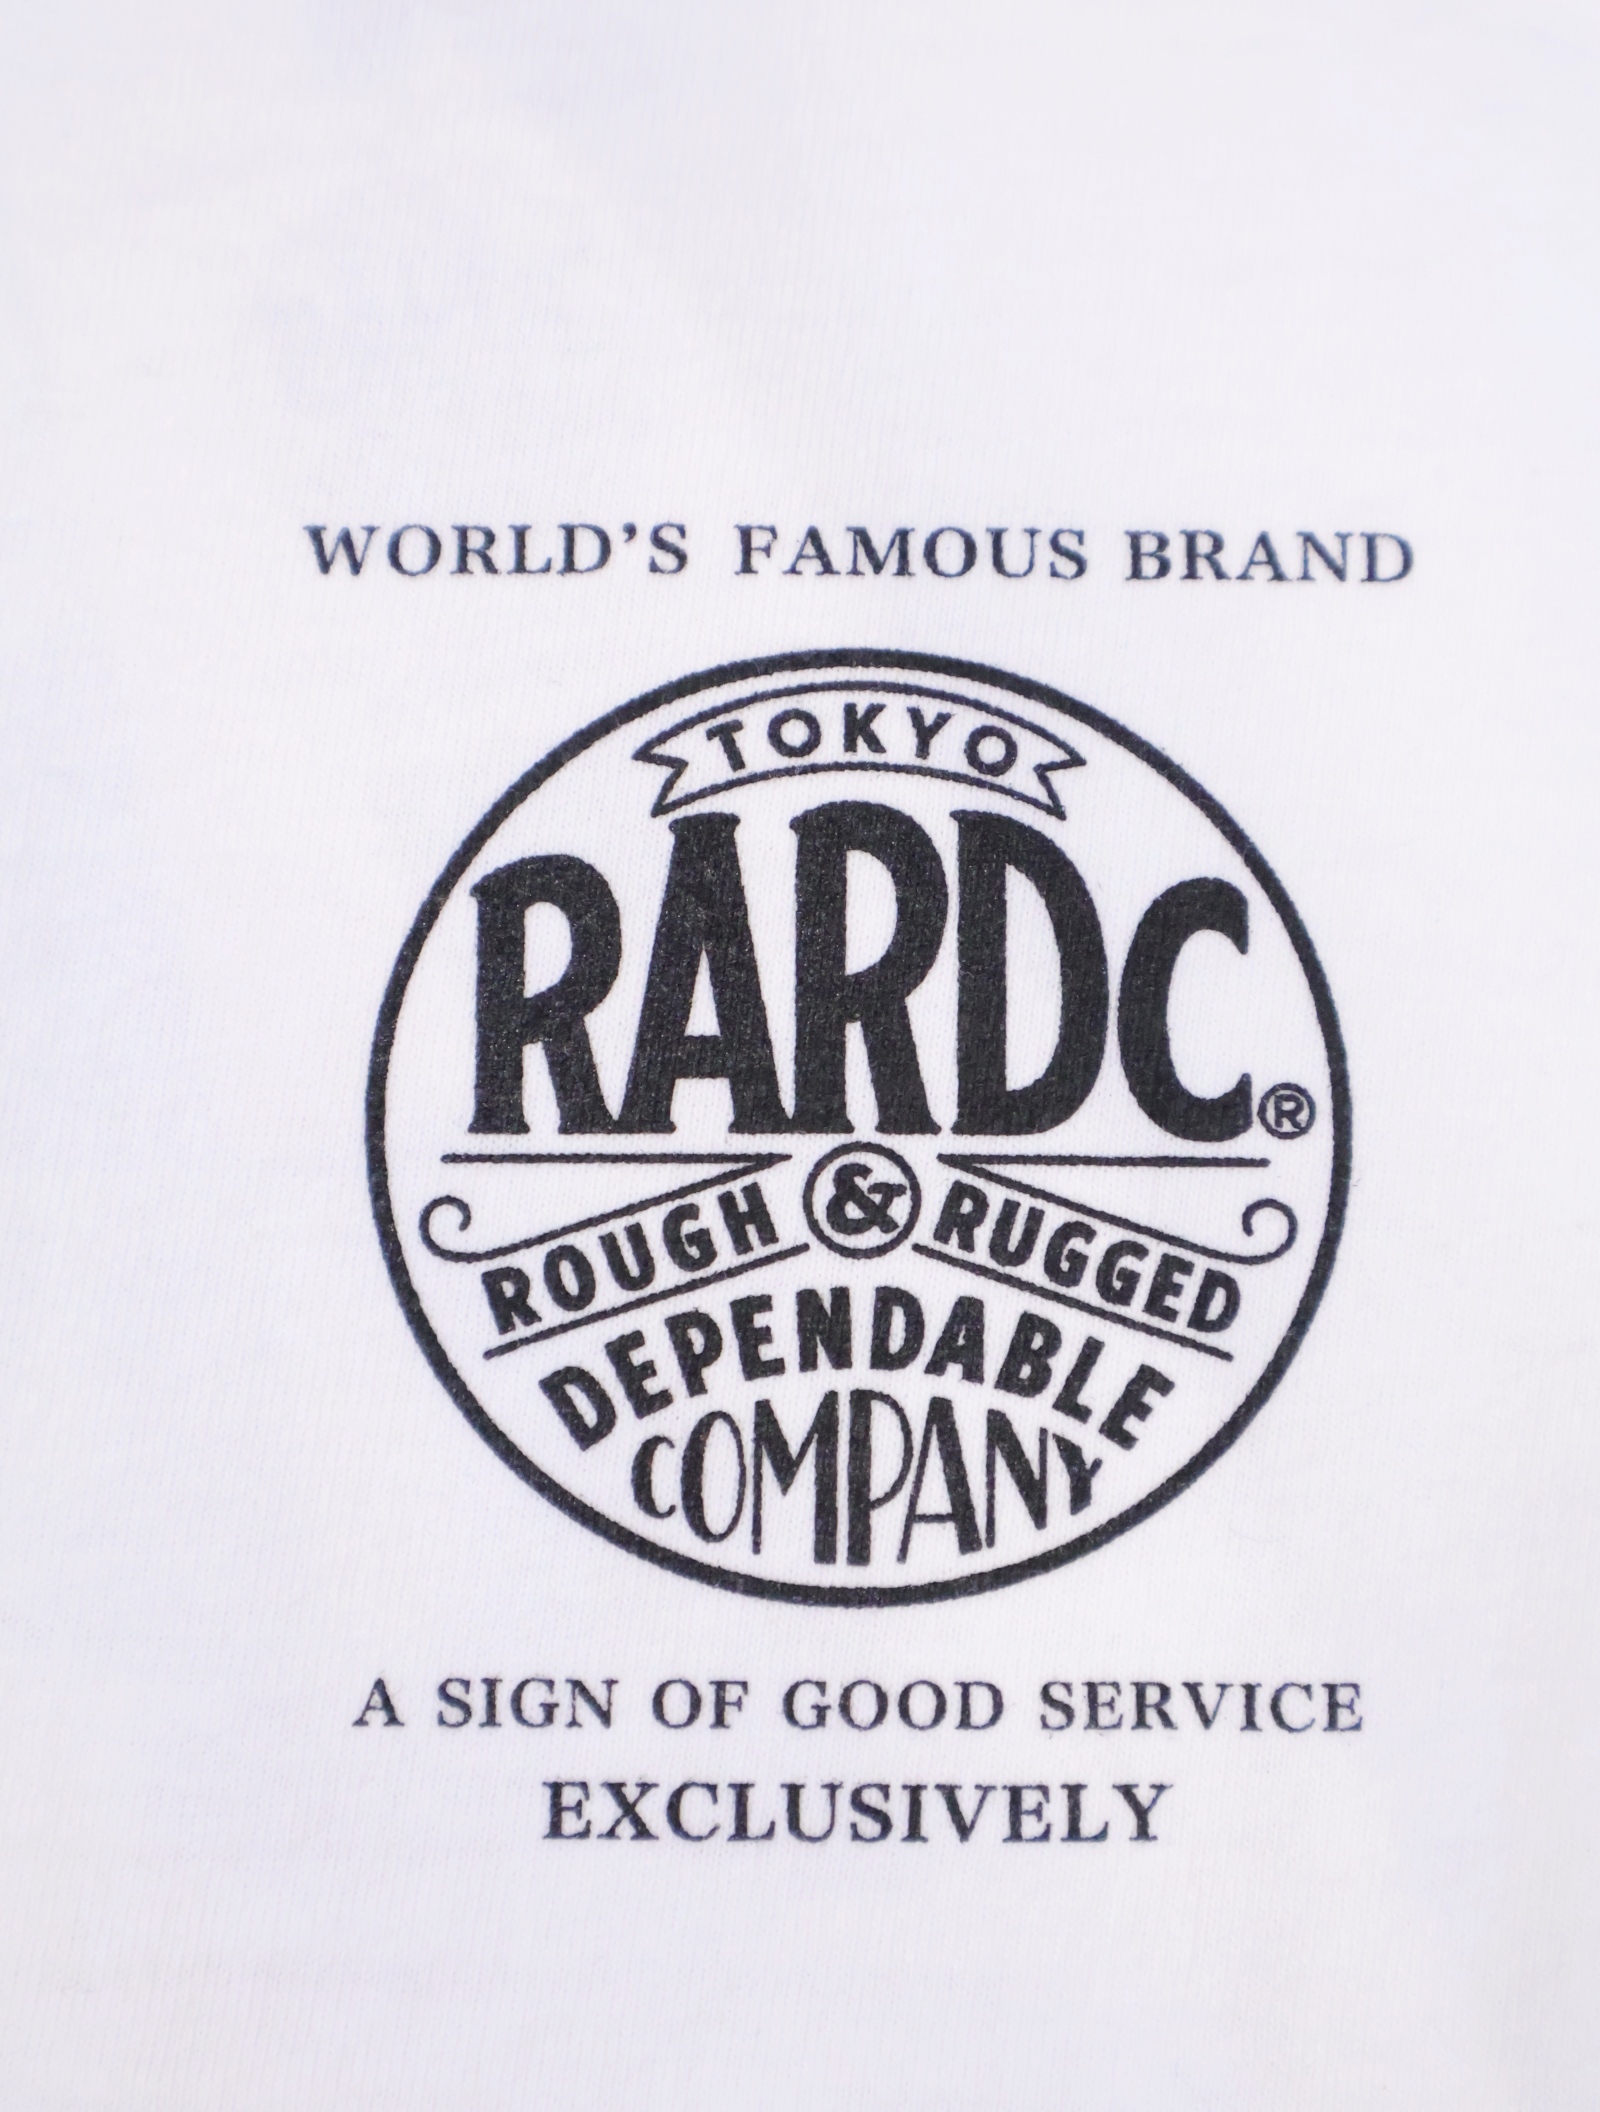 WORLD'S FAMOUS BRAND
TOKYO
RARDC®
ROUGH & RUGGED
DEPENDABLE
COMPANY
A SIGN OF GOOD SERVICE
EXCLUSIVELY